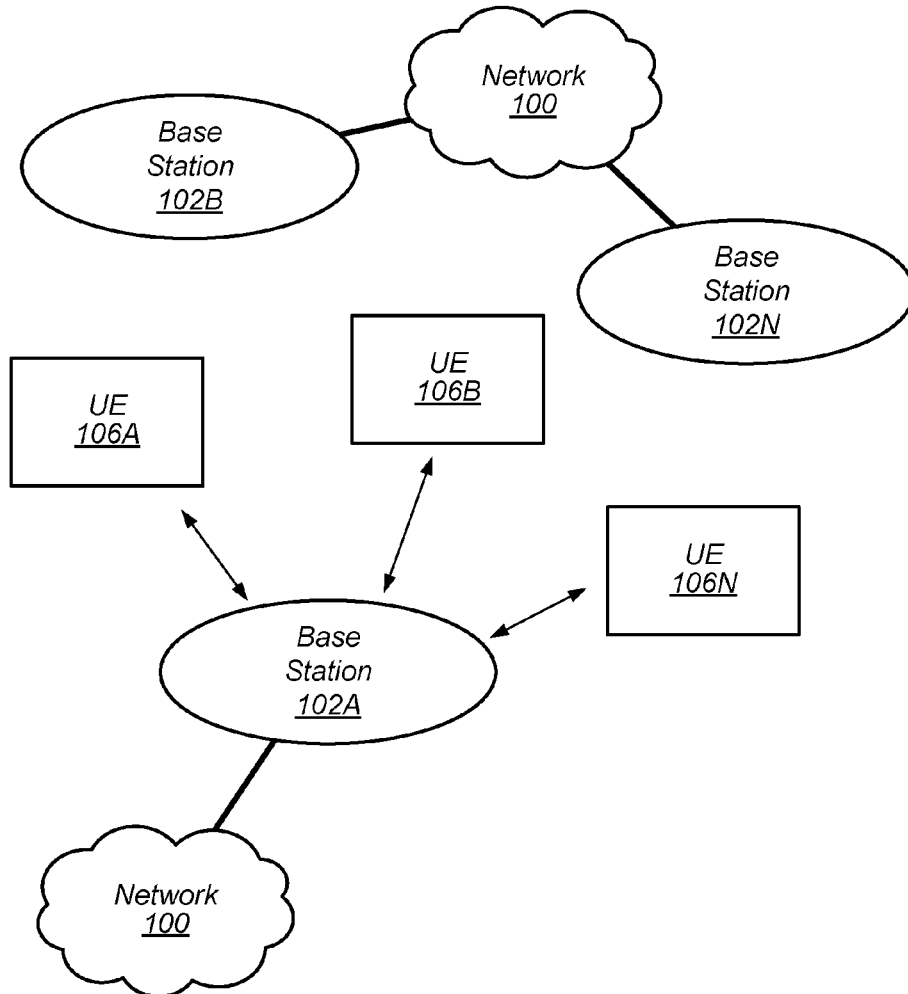 Network
100
Base
Station
102B
Base
Station
102N
UE
106B
UE
106A
UE
106N
Base
Station
102A
Network
100